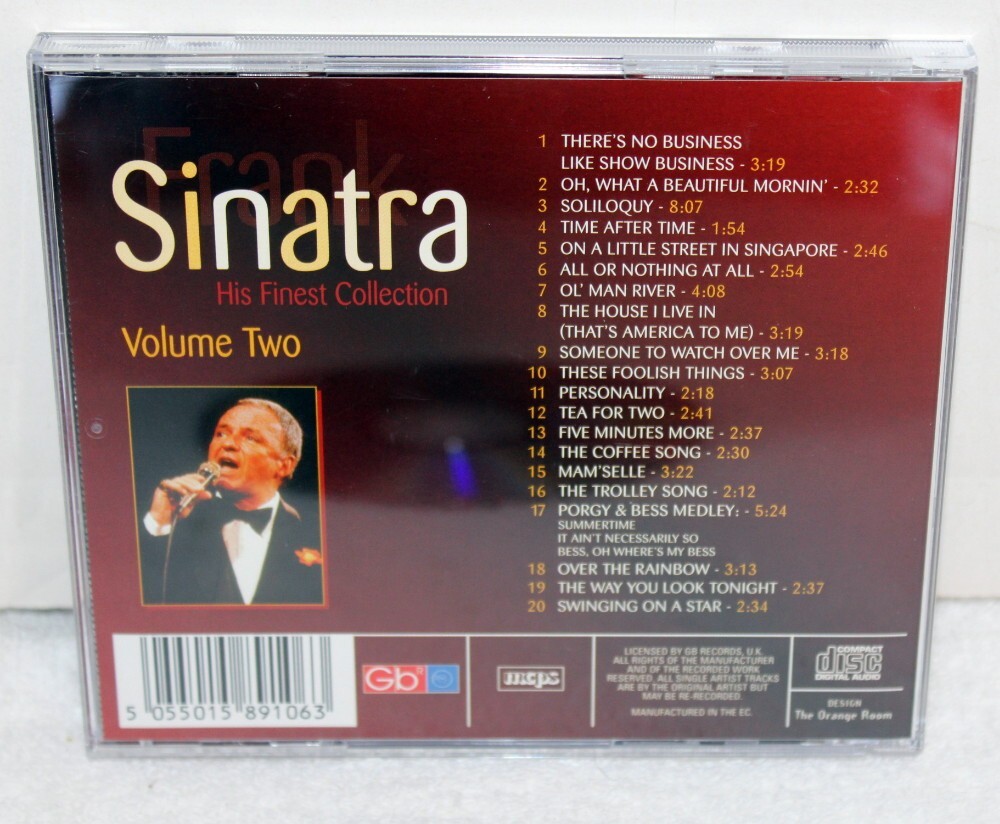 Frank
Sinatra
His Finest Collection
Volume Two
1 THERE'S NO BUSINESS
LIKE SHOW BUSINESS - 3:19
2 OH, WHAT A BEAUTIFUL MORNIN' - 2:32
3 SOLILOQUY - 8:07
4 TIME AFTER TIME - 1:54
5 ON A LITTLE STREET IN SINGAPORE - 2:46
6 ALL OR NOTHING AT ALL - 2:54
7 OL' MAN RIVER - 4:08
8 THE HOUSE I LIVE IN
(THAT'S AMERICA TO ME) - 3:19
9 SOMEONE TO WATCH OVER ME - 3:18
10 THESE FOOLISH THINGS - 3:07
11 PERSONALITY - 2:18
12 TEA FOR TWO - 2:41
13 FIVE MINUTES MORE - 2:37
14 THE COFFEE SONG - 2:30
15 MAM'SELLE - 3:22
16 THE TROLLEY SONG - 2:12
17 PORGY & BESS MEDLEY: - 5:24
SUMMERTIME
IT AIN'T NECESSARILY SO
BESS, OH WHERE'S MY BESS
18 OVER THE RAINBOW - 3:13
19 THE WAY YOU LOOK TONIGHT - 2:37
20 SWINGING ON A STAR - 2:34
5 055015 891063
Gb
mcps
LICENSED BY GB RECORDS, U.K.
ALL RIGHTS OF THE MANUFACTURER
AND OF THE RECORDED WORK
RESERVED. ALL SINGLE ARTIST TRACKS
ARE BY THE ORIGINAL ARTIST BUT
MAY BE RE-RECORDED.
MANUFACTURED IN THE EC.
COMPACT
disc
DIGITAL AUDIO
DESIGN
The Orange Room